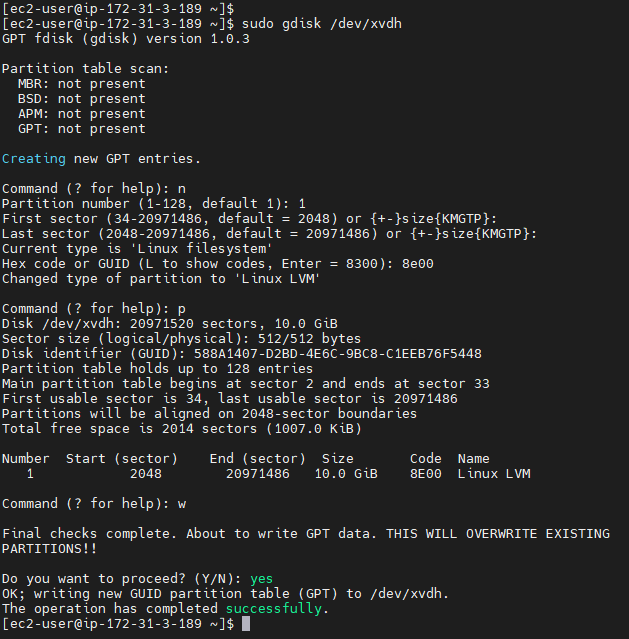 [ec2-user@ip-172-31-3-189 ~]$
[ec2-user@ip-172-31-3-189 ~]$ sudo gdisk /dev/xvdh
GPT fdisk (gdisk) version 1.0.3
Partition table scan:
MBR: not present
BSD: not present
APM: not present
GPT: not present
Creating new GPT entries.
Command (? for help): n
Partition number (1-128, default 1): 1
First sector (34-20971486, default = 2048) or {+-}size{KMGTP}:
Last sector (2048-20971486, default = 20971486) or {+-}size{KMGTP}:
Current type is 'Linux filesystem'
Hex code or GUID (L to show codes, Enter = 8300): 8e00
Changed type of partition to 'Linux LVM'
Command (? for help): p
Disk /dev/xvdh: 20971520 sectors, 10.0 GiB
Sector size (logical/physical): 512/512 bytes
Disk identifier (GUID): 588A1407-D2BD-4E6C-9BC8-C1EEB76F5448
Partition table holds up to 128 entries
Main partition table begins at sector 2 and ends at sector 33
First usable sector is 34, last usable sector is 20971486
Partitions will be aligned on 2048-sector boundaries
Total free space is 2014 sectors (1007.0 KiB)
Number  Start (sector)    End (sector)  Size       Code  Name
1            2048        20971486   10.0 GiB    8E00  Linux LVM
Command (? for help): w
Final checks complete. About to write GPT data. THIS WILL OVERWRITE EXISTING
PARTITIONS!!
Do you want to proceed? (Y/N): yes
OK; writing new GUID partition table (GPT) to /dev/xvdh.
The operation has completed successfully.
[ec2-user@ip-172-31-3-189 ~]$